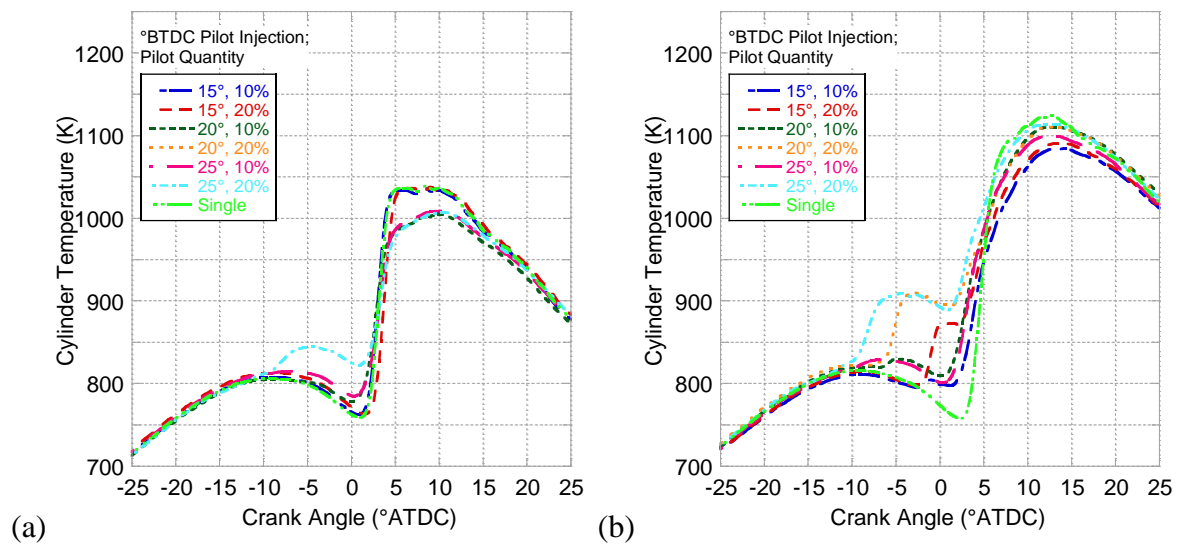 °BTDC Pilot Injection;
Pilot Quantity
15°, 10%
15°, 20%
20°, 10%
20°, 20%
25°, 10%
25°, 20%
Single
1200
1100
1000
900
800
700
Cylinder Temperature (K)
-25 -20 -15 -10 -5 0 5 10 15 20 25
Crank Angle (°ATDC)
(a)
°BTDC Pilot Injection;
Pilot Quantity
15°, 10%
15°, 20%
20°, 10%
20°, 20%
25°, 10%
25°, 20%
Single
1200
1100
1000
900
800
700
Cylinder Temperature (K)
-25 -20 -15 -10 -5 0 5 10 15 20 25
Crank Angle (°ATDC)
(b)